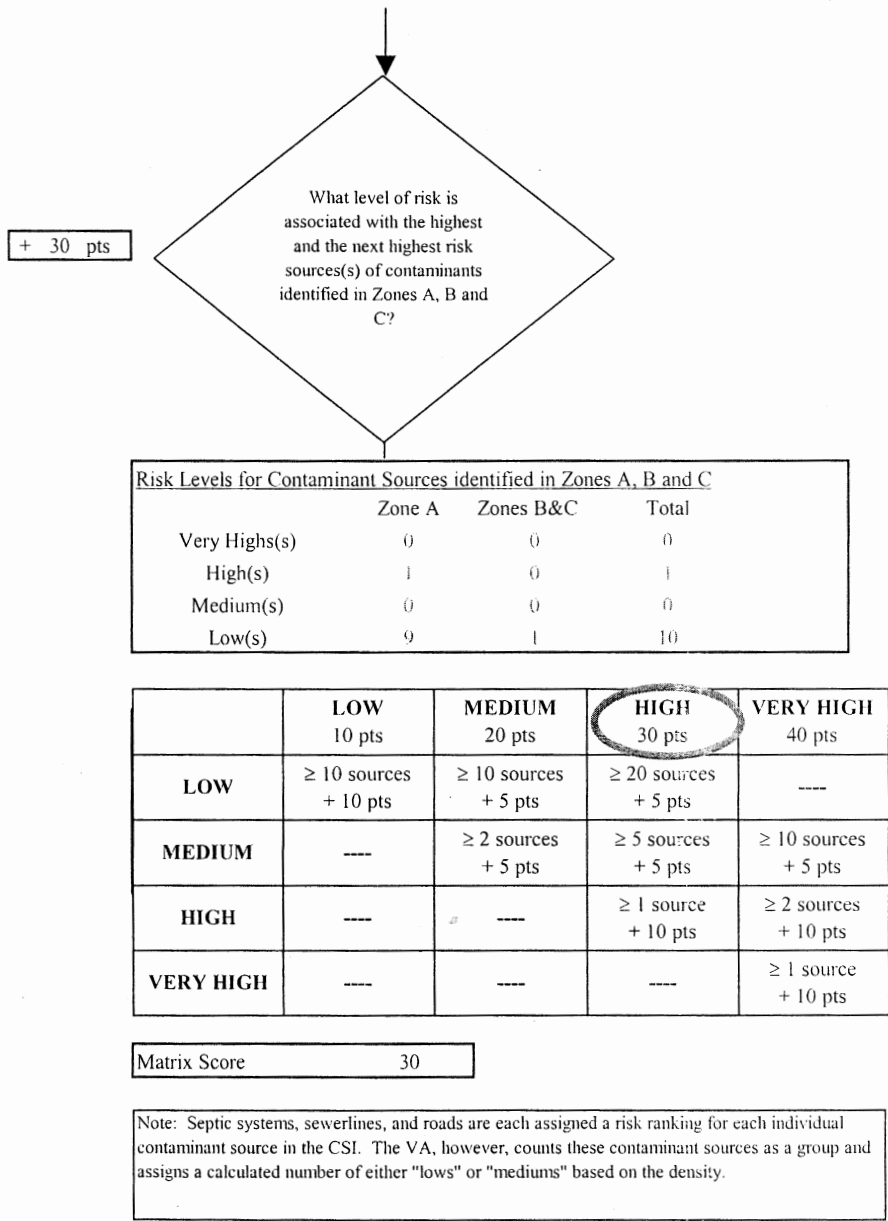 What level of risk is
associated with the highest
and the next highest risk
sources(s) of contaminants
identified in Zones A, B and
C?
+ 30 pts
Risk Levels for Contaminant Sources identified in Zones A, B and C
Zone A Zones B&C Total
Very Highs(s) 0 0 0
High(s) 1 0 1
Medium(s) 0 0 0
Low(s) 9 1 10
LOW MEDIUM HIGH VERY HIGH
10 pts 20 pts 30 pts 40 pts
LOW ≥ 10 sources + 10 pts ≥ 10 sources + 5 pts ≥ 20 sources + 5 pts ----
MEDIUM ---- ≥ 2 sources + 5 pts ≥ 5 sources + 5 pts ≥ 10 sources + 5 pts
HIGH ---- ---- ≥ 1 source + 10 pts ≥ 2 sources + 10 pts
VERY HIGH ---- ---- ---- ≥ 1 source + 10 pts
Matrix Score 30
Note: Septic systems, sewerlines, and roads are each assigned a risk ranking for each individual
contaminant source in the CSI. The VA, however, counts these contaminant sources as a group and
assigns a calculated number of either "lows" or "mediums" based on the density.